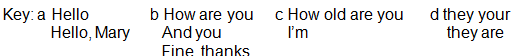 Key: a Hello b How are you c How old are you d they your
Hello, Mary And you I'm they are
Fine thanks